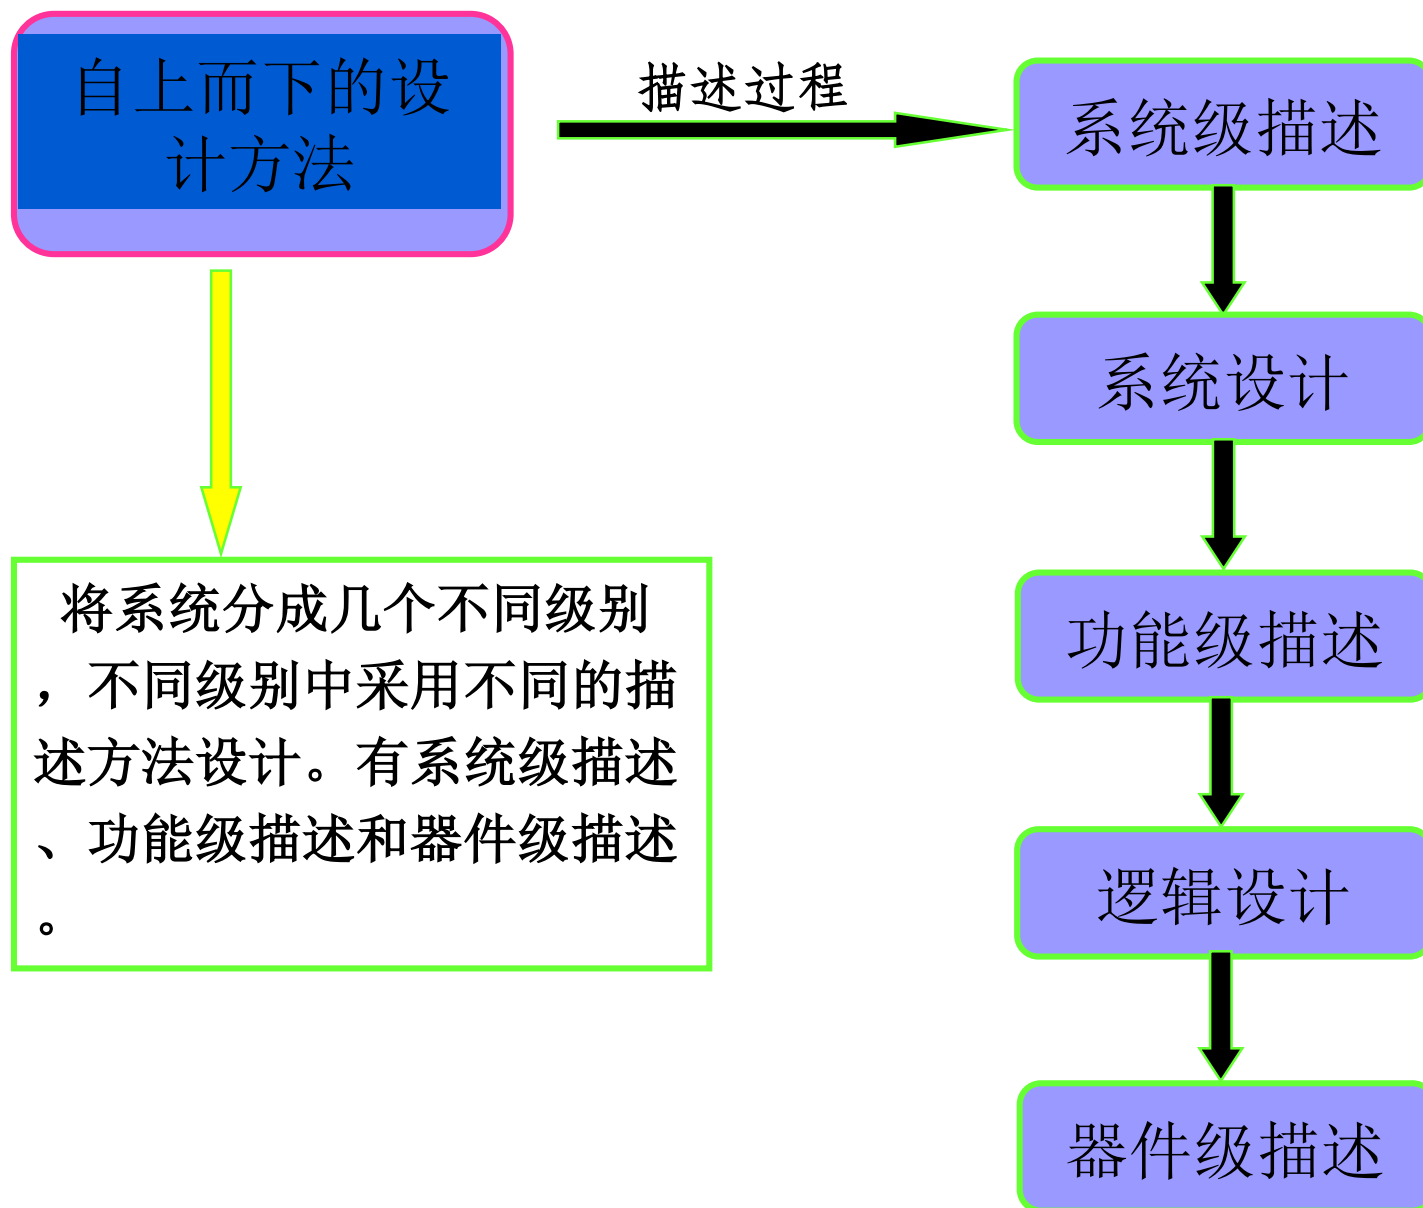 自上而下的设
计方法
描述过程
系统级描述
系统设计
功能级描述
逻辑设计
器件级描述
将系统分成几个不同级别
，不同级别中采用不同的描
述方法设计。有系统级描述
、功能级描述和器件级描述
。